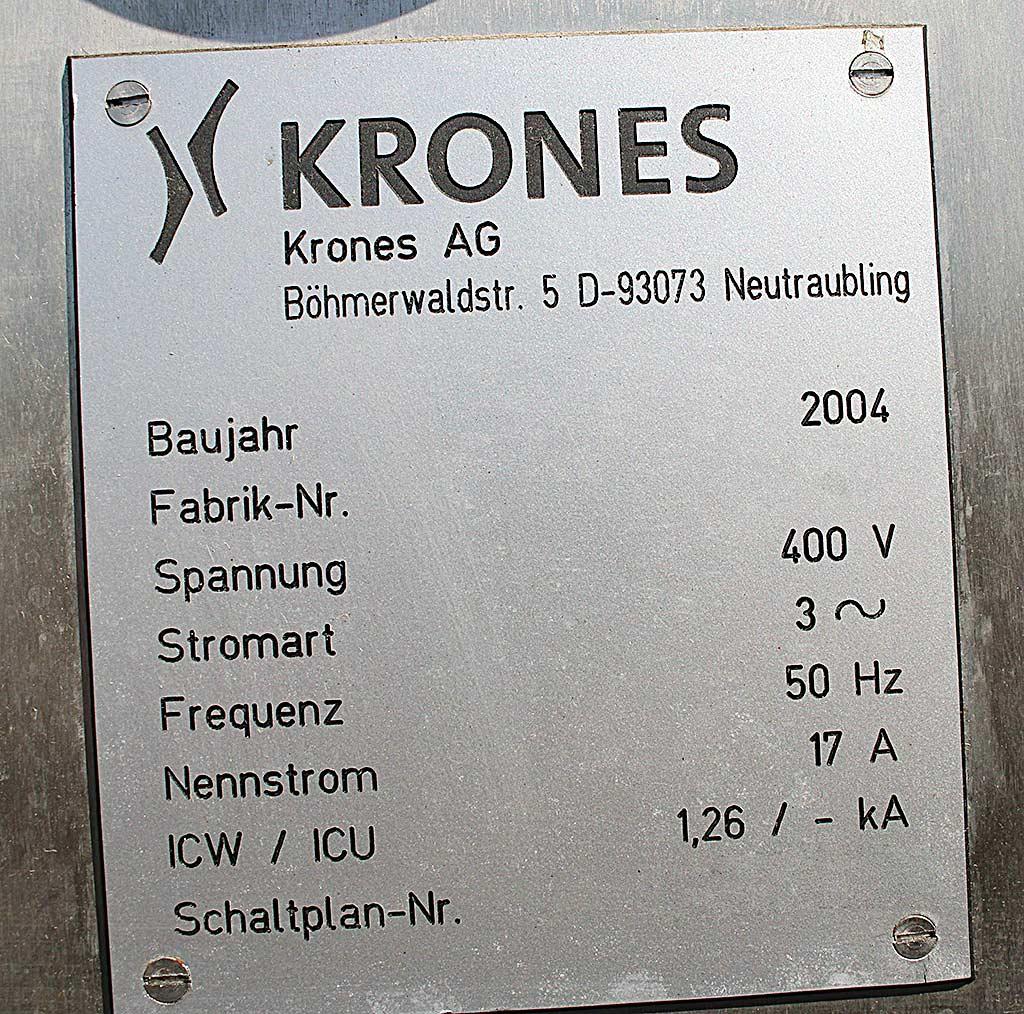 KRONES
Krones AG
Böhmerwaldstr. 5 D-93073 Neutraubling
Baujahr 2004
Fabrik-Nr.
Spannung 400 V
Stromart 3 ~
Frequenz 50 Hz
Nennstrom 17 A
ICW / ICU 1,26 / - kA
Schaltplan-Nr.